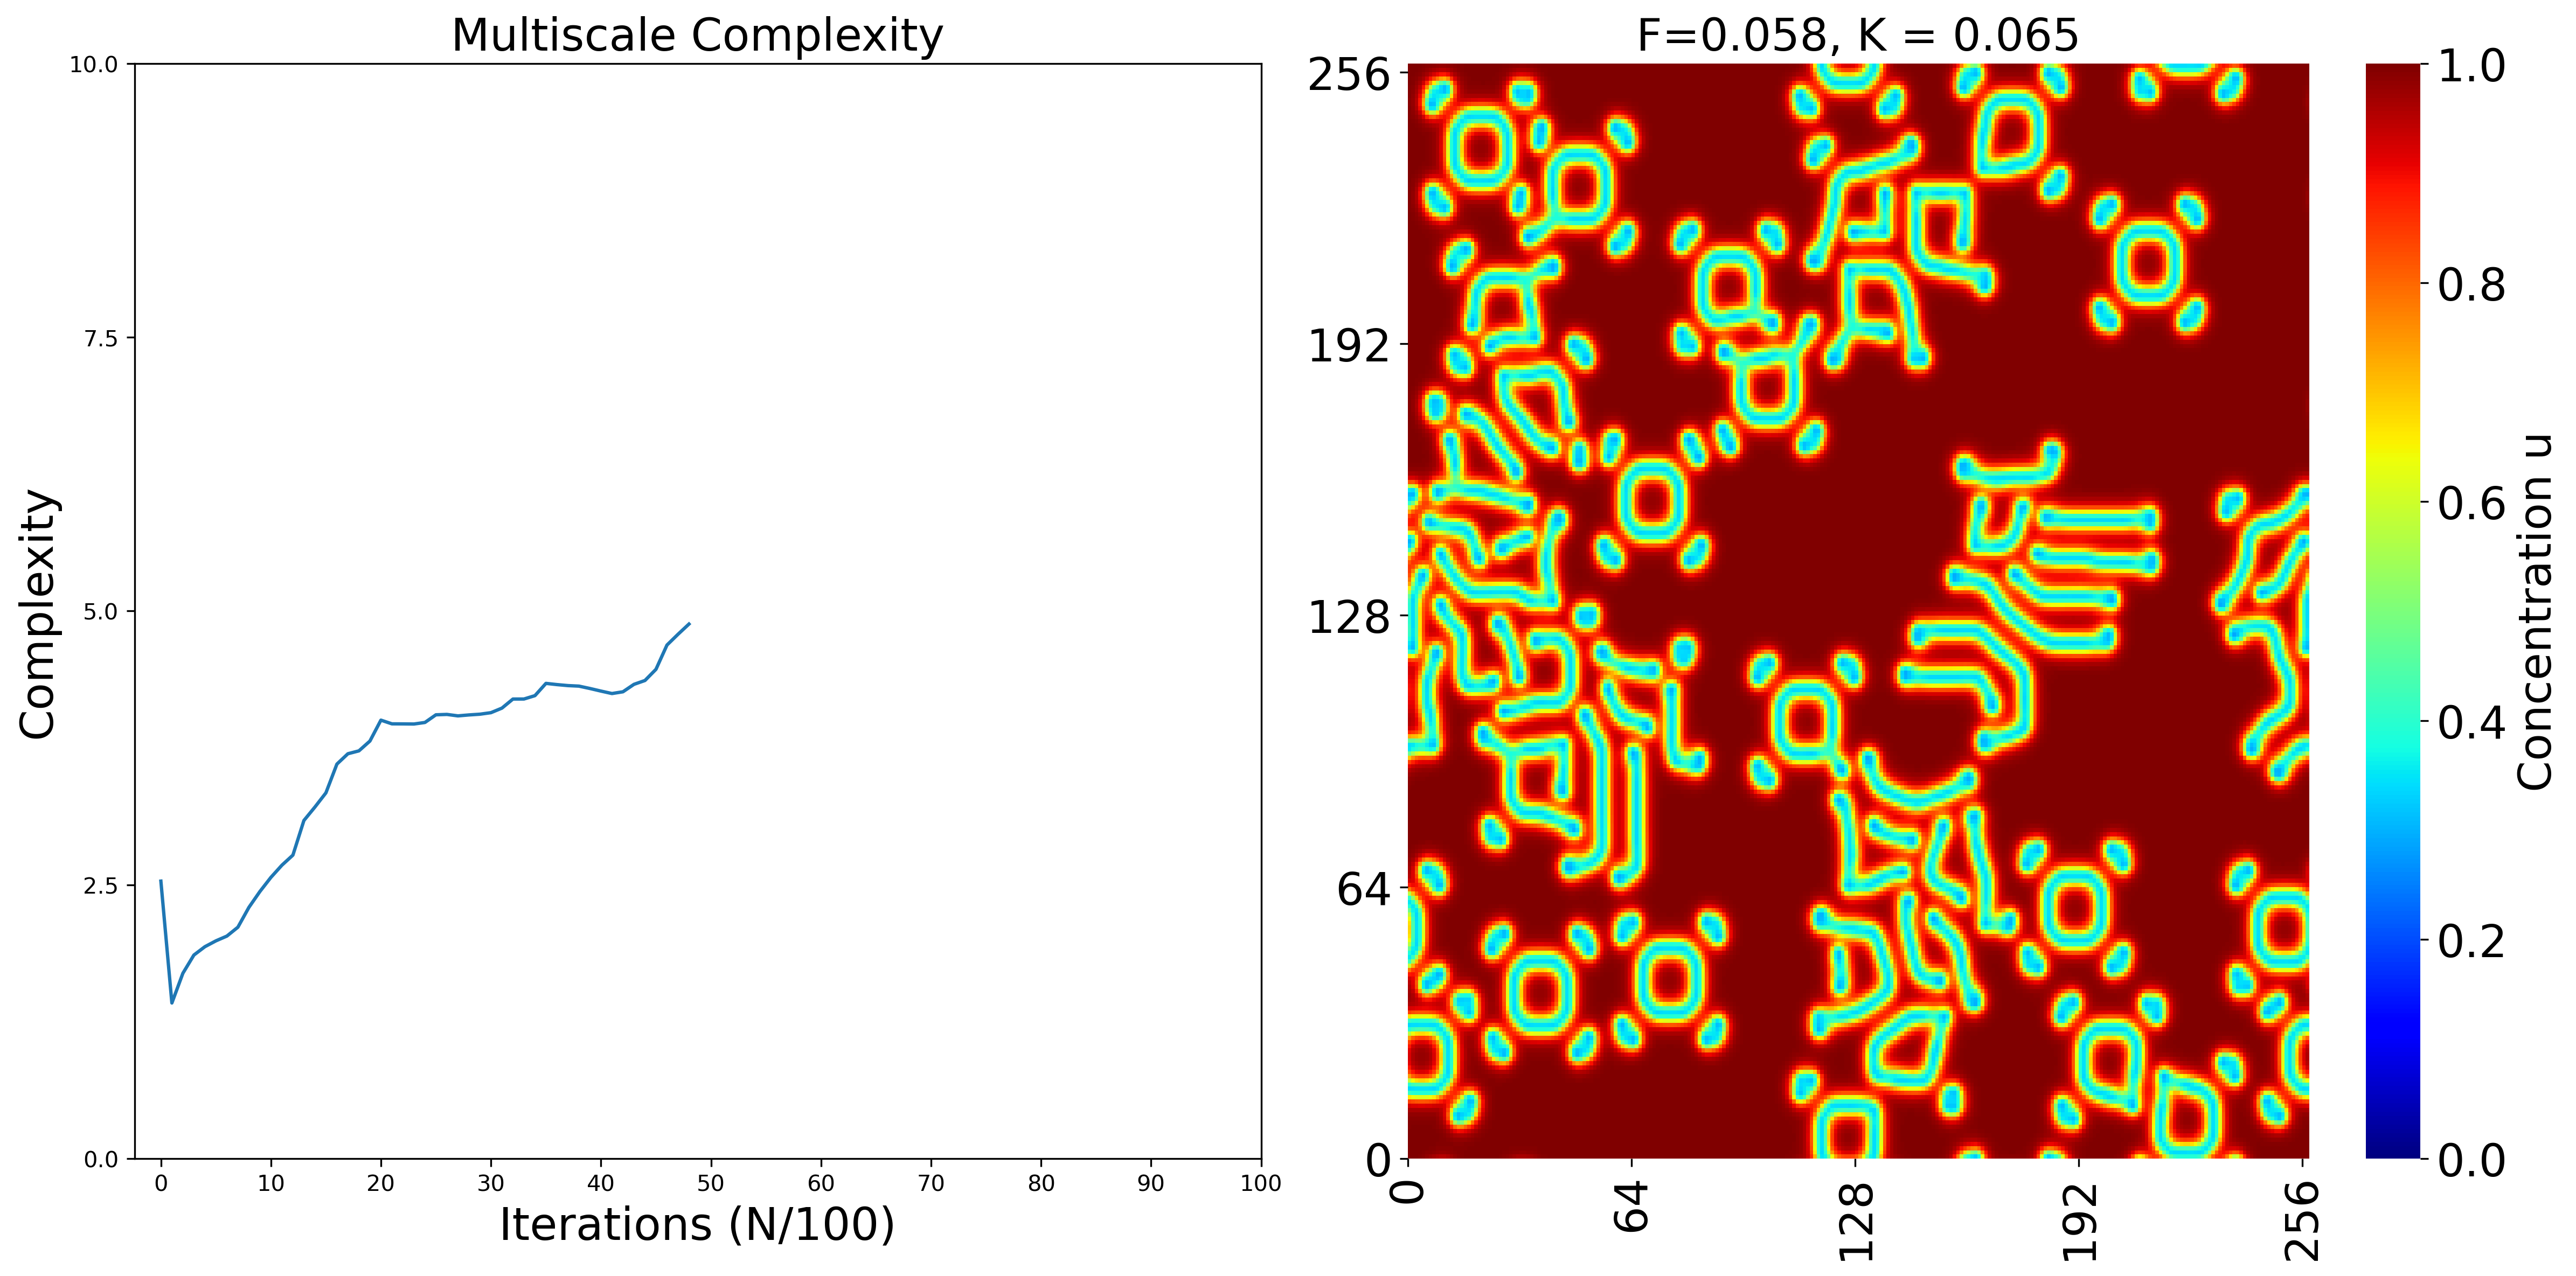 Multiscale Complexity
10.0
7.5
5.0
2.5
0.0
Complexity
0 10 20 30 40 50 60 70 80 90 100
Iterations (N/100)
F=0.058, K = 0.065
256
192
128
64
0
0 64 128 192 256
1.0
0.8
0.6
0.4
0.2
0.0
Concentration u